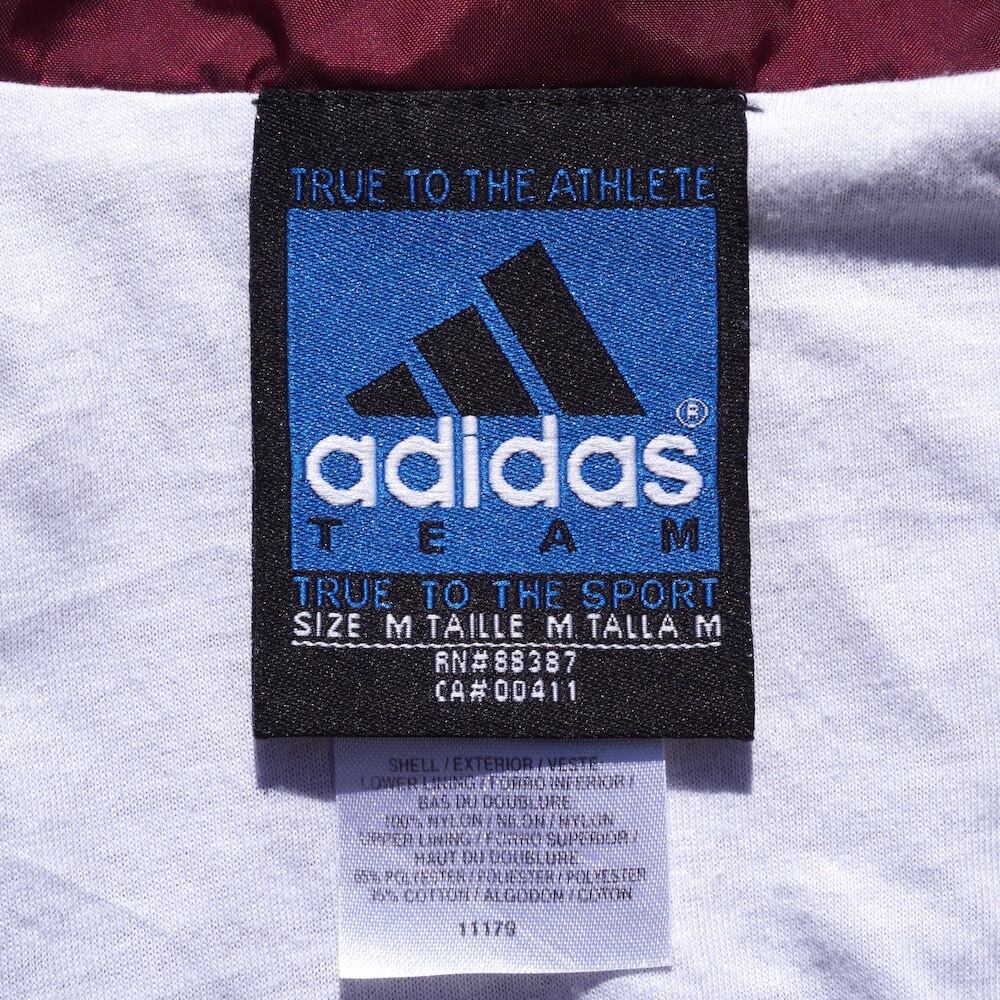 TRUE TO THE ATHLETE
adidas®
TEAM
TRUE TO THE SPORT
SIZE M TAILLE M TALLA M
RN#88387
CA#00411
SHELL / EXTERIOR / VESTE
LOWER LINING / FORRO INFERIOR /
BAS DU DOUBLURE
100% NYLON / NILON / NYLON
UPPER LINING / FORRO SUPERIOR /
HAUT DU DOUBLURE
65% POLYESTER / POLIESTER / POLYESTER
35% COTTON / ALGODON / COTON
11179